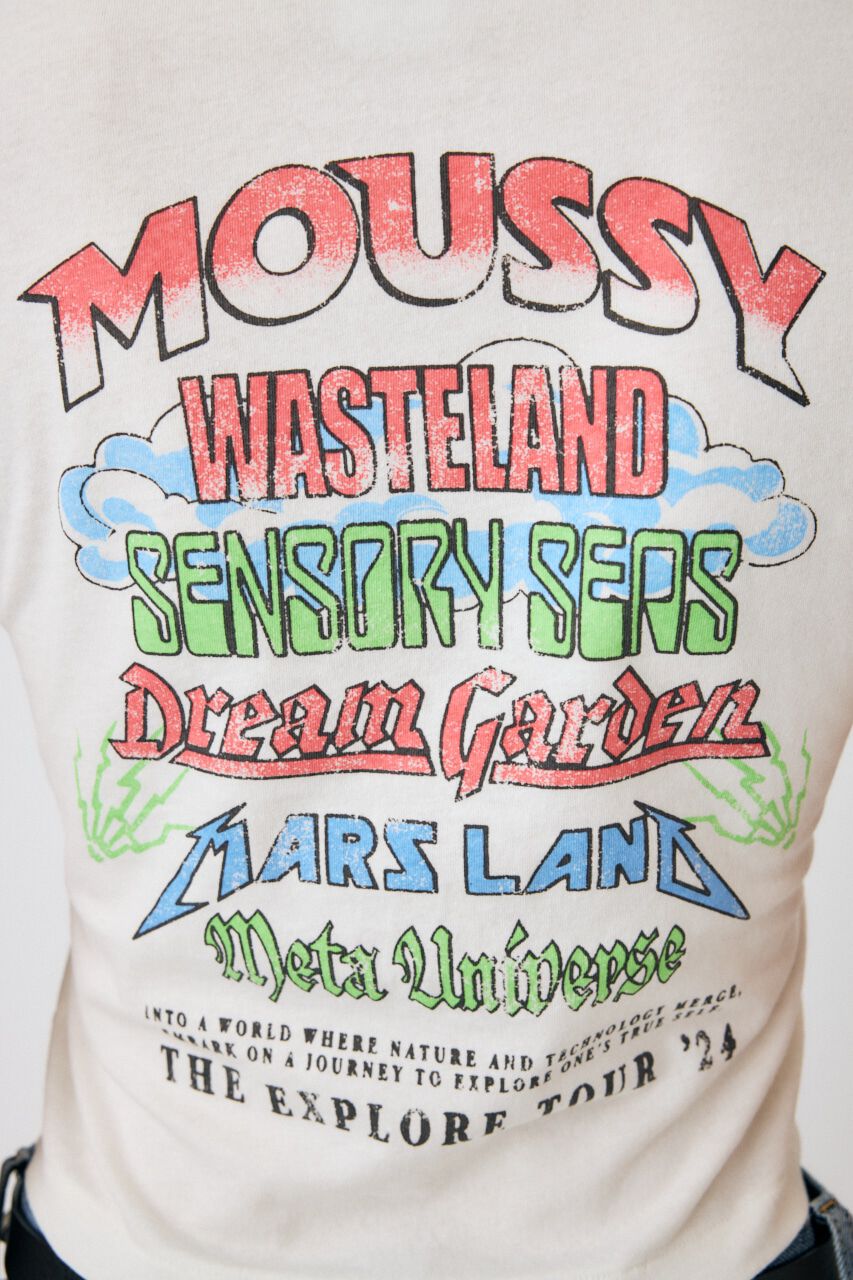 MOUSSY
WASTELAND
SENSORY SEAS
Dream Garden
MARS LAND
Meta Universe
INTO A WORLD WHERE NATURE AND TECHNOLOGY MERGE,
EMBARK ON A JOURNEY TO EXPLORE ONE'S TRUE SELF.
THE EXPLORE TOUR '24